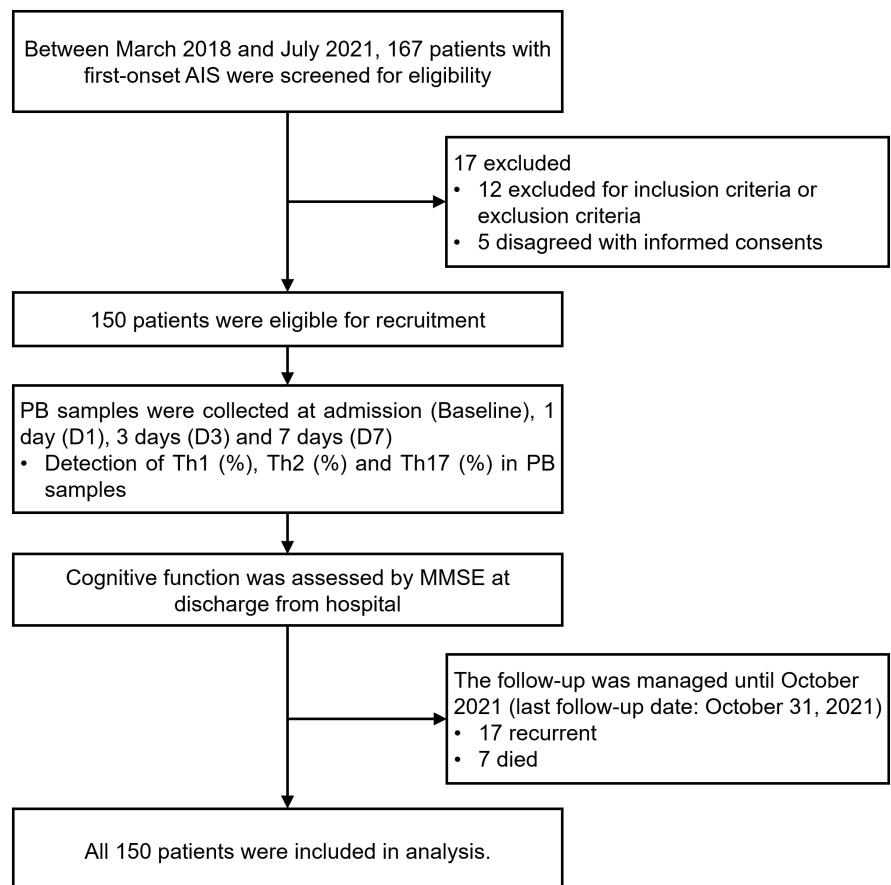 Between March 2018 and July 2021, 167 patients with
first-onset AIS were screened for eligibility
17 excluded
• 12 excluded for inclusion criteria or
exclusion criteria
• 5 disagreed with informed consents
150 patients were eligible for recruitment
PB samples were collected at admission (Baseline), 1
day (D1), 3 days (D3) and 7 days (D7)
• Detection of Th1 (%), Th2 (%) and Th17 (%) in PB
samples
Cognitive function was assessed by MMSE at
discharge from hospital
The follow-up was managed until October
2021 (last follow-up date: October 31, 2021)
• 17 recurrent
• 7 died
All 150 patients were included in analysis.